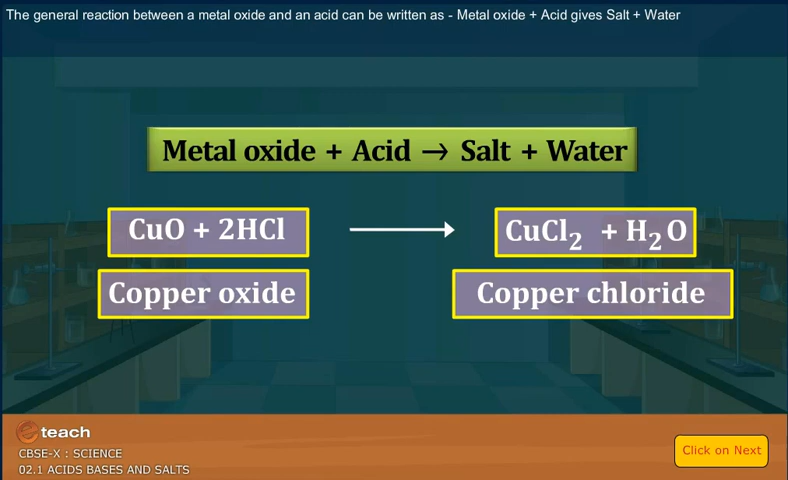 The general reaction between a metal oxide and an acid can be written as - Metal oxide + Acid gives Salt + Water
Metal oxide + Acid → Salt + Water
CuO + 2HCl → CuCl₂ + H₂O
Copper oxide Copper chloride
e teach
CBSE-X : SCIENCE
02.1 ACIDS BASES AND SALTS
Click on Next